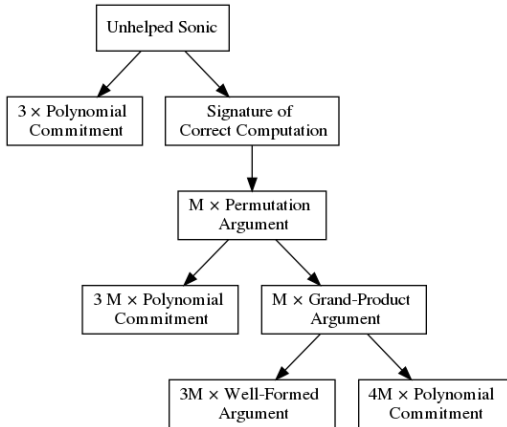 Unhelped Sonic
3 × Polynomial
Commitment
Signature of
Correct Computation
M × Permutation
Argument
3 M × Polynomial
Commitment
M × Grand-Product
Argument
3M × Well-Formed
Argument
4M × Polynomial
Commitment